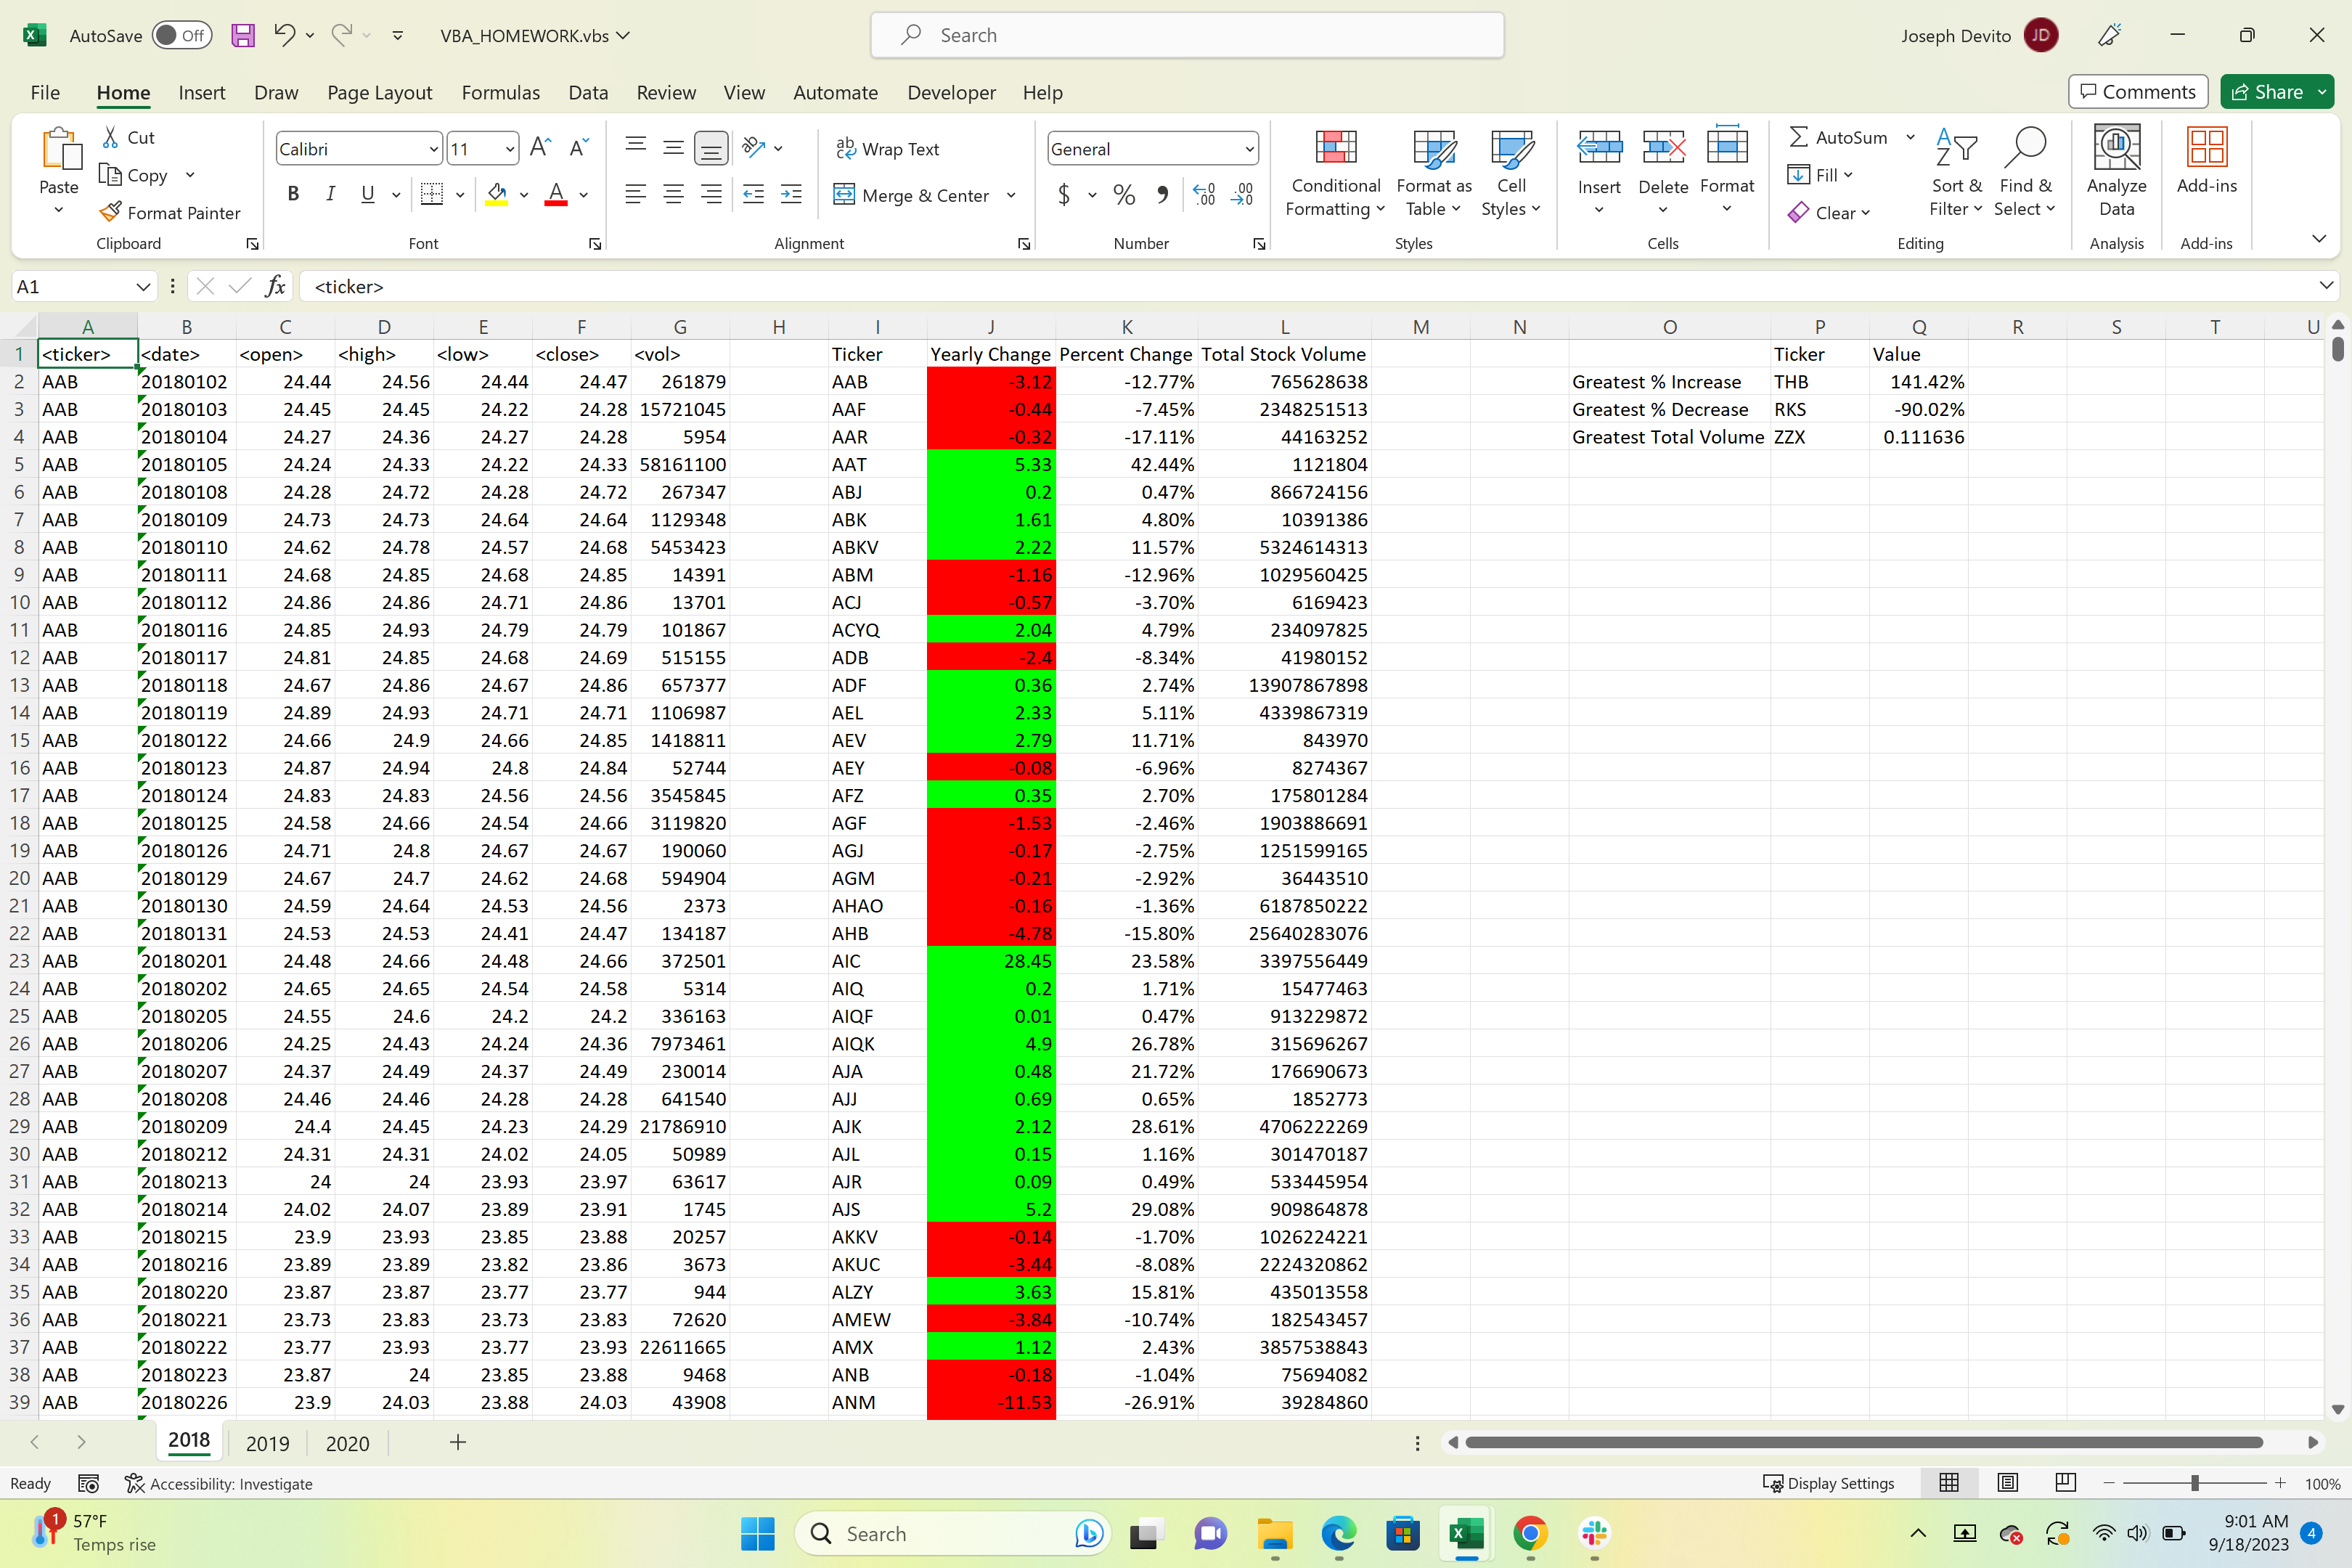 AutoSave Off VBA_HOMEWORK.vbs Search Joseph Devito JD
File Home Insert Draw Page Layout Formulas Data Review View Automate Developer Help Comments Share
Paste Cut Copy Format Painter Clipboard
Calibri 11 B I U A Font
Wrap Text Merge & Center Alignment
General $ % Number
Conditional Formatting Format as Table Cell Styles Styles
Insert Delete Format Cells
AutoSum Fill Clear Sort & Filter Find & Select Editing
Analyze Data Analysis
Add-ins Add-ins
A1 fx <ticker>
A B C D E F G H I J K L M N O P Q R S T U
1 <ticker> <date> <open> <high> <low> <close> <vol> Ticker Yearly Change Percent Change Total Stock Volume Ticker Value
2 AAB 20180102 24.44 24.56 24.44 24.47 261879 AAB -3.12 -12.77% 765628638 Greatest % Increase THB 141.42%
3 AAB 20180103 24.45 24.45 24.22 24.28 15721045 AAF -0.44 -7.45% 2348251513 Greatest % Decrease RKS -90.02%
4 AAB 20180104 24.27 24.36 24.27 24.28 5954 AAR -0.32 -17.11% 44163252 Greatest Total Volume ZZX 0.111636
5 AAB 20180105 24.24 24.33 24.22 24.33 58161100 AAT 5.33 42.44% 1121804
6 AAB 20180108 24.28 24.72 24.28 24.72 267347 ABJ 0.2 0.47% 866724156
7 AAB 20180109 24.73 24.73 24.64 24.64 1129348 ABK 1.61 4.80% 10391386
8 AAB 20180110 24.62 24.78 24.57 24.68 5453423 ABKV 2.22 11.57% 5324614313
9 AAB 20180111 24.68 24.85 24.68 24.85 14391 ABM -1.16 -12.96% 1029560425
10 AAB 20180112 24.86 24.86 24.71 24.86 13701 ACJ -0.57 -3.70% 6169423
11 AAB 20180116 24.85 24.93 24.79 24.79 101867 ACYQ 2.04 4.79% 234097825
12 AAB 20180117 24.81 24.85 24.68 24.69 515155 ADB -2.4 -8.34% 41980152
13 AAB 20180118 24.67 24.86 24.67 24.86 657377 ADF 0.36 2.74% 13907867898
14 AAB 20180119 24.89 24.93 24.71 24.71 1106987 AEL 2.33 5.11% 4339867319
15 AAB 20180122 24.66 24.9 24.66 24.85 1418811 AEV 2.79 11.71% 843970
16 AAB 20180123 24.87 24.94 24.8 24.84 52744 AEY -0.08 -6.96% 8274367
17 AAB 20180124 24.83 24.83 24.56 24.56 3545845 AFZ 0.35 2.70% 175801284
18 AAB 20180125 24.58 24.66 24.54 24.66 3119820 AGF -1.53 -2.46% 1903886691
19 AAB 20180126 24.71 24.8 24.67 24.67 190060 AGJ -0.17 -2.75% 1251599165
20 AAB 20180129 24.67 24.7 24.62 24.68 594904 AGM -0.21 -2.92% 36443510
21 AAB 20180130 24.59 24.64 24.53 24.56 2373 AHAO -0.16 -1.36% 6187850222
22 AAB 20180131 24.53 24.53 24.41 24.47 134187 AHB -4.78 -15.80% 25640283076
23 AAB 20180201 24.48 24.66 24.48 24.66 372501 AIC 28.45 23.58% 3397556449
24 AAB 20180202 24.65 24.65 24.54 24.58 5314 AIQ 0.2 1.71% 15477463
25 AAB 20180205 24.55 24.6 24.2 24.2 336163 AIQF 0.01 0.47% 913229872
26 AAB 20180206 24.25 24.43 24.24 24.36 7973461 AIQK 4.9 26.78% 315696267
27 AAB 20180207 24.37 24.49 24.37 24.49 230014 AJA 0.48 21.72% 176690673
28 AAB 20180208 24.46 24.46 24.28 24.28 641540 AJJ 0.69 0.65% 1852773
29 AAB 20180209 24.4 24.45 24.23 24.29 21786910 AJK 2.12 28.61% 4706222269
30 AAB 20180212 24.31 24.31 24.02 24.05 50989 AJL 0.15 1.16% 301470187
31 AAB 20180213 24 24 23.93 23.97 63617 AJR 0.09 0.49% 533445954
32 AAB 20180214 24.02 24.07 23.89 23.91 1745 AJS 5.2 29.08% 909864878
33 AAB 20180215 23.9 23.93 23.85 23.88 20257 AKKV -0.14 -1.70% 1026224221
34 AAB 20180216 23.89 23.89 23.82 23.86 3673 AKUC -3.44 -8.08% 2224320862
35 AAB 20180220 23.87 23.87 23.77 23.77 944 ALZY 3.63 15.81% 435013558
36 AAB 20180221 23.73 23.83 23.73 23.83 72620 AMEW -3.84 -10.74% 182543457
37 AAB 20180222 23.77 23.93 23.77 23.93 22611665 AMX 1.12 2.43% 3857538843
38 AAB 20180223 23.87 24 23.85 23.88 9468 ANB -0.18 -1.04% 75694082
39 AAB 20180226 23.9 24.03 23.88 24.03 43908 ANM -11.53 -26.91% 39284860
2018 2019 2020
Ready Accessibility: Investigate Display Settings 100%
1 57°F Temps rise Search 9:01 AM 9/18/2023 4